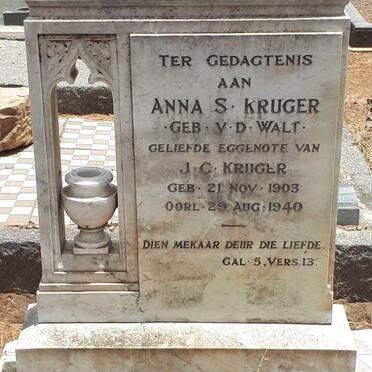 TER GEDAGTENIS
AAN
ANNA S. KRUGER
·GEB·V·D·WALT·
GELIEFDE EGGENOTE VAN
J·C·KRUGER
GEB·21 NOV·1903
OORL·29 AUG·1940
DIEN MEKAAR DEUR DIE LIEFDE.
GAL·5, VERS.13.